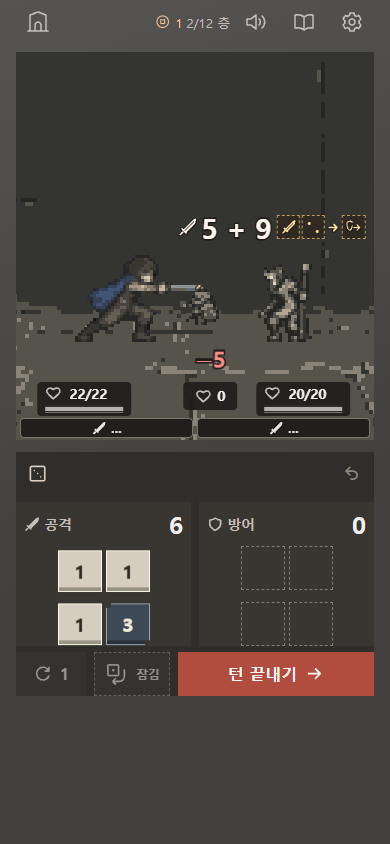 1 2/12 층
5 + 9
-5
22/22
0
20/20
...
...
공격 6
방어 0
1 1
1 3
1
잠김
턴 끝내기 →